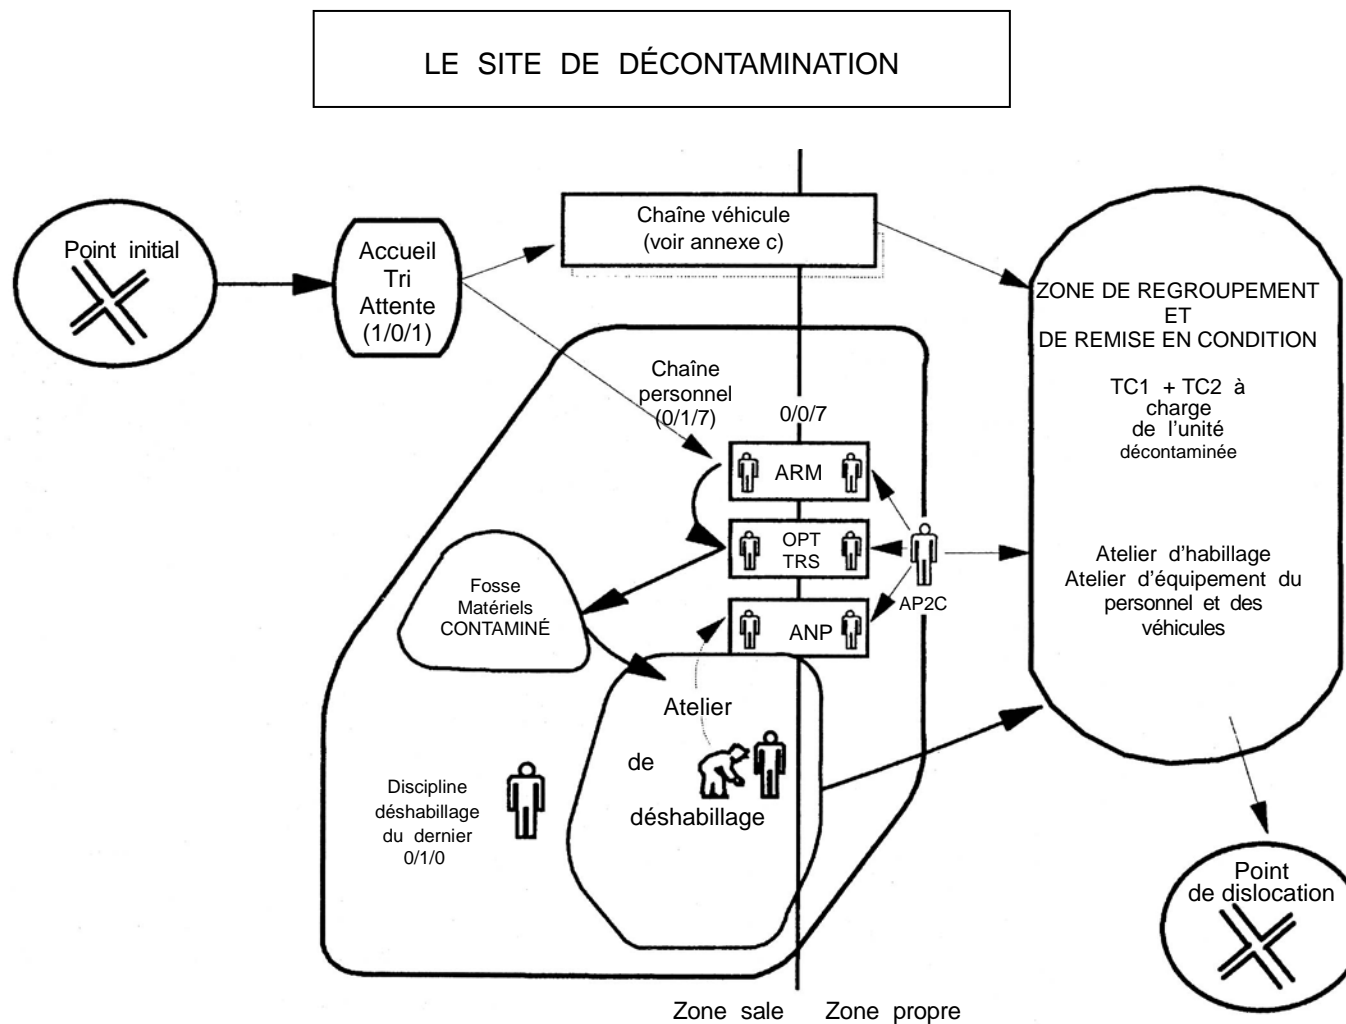 LE SITE DE DÉCONTAMINATION
Point initial
Accueil
Tri
Attente
(1/0/1)
Chaîne véhicule
(voir annexe c)
Chaîne
personnel
(0/1/7)
0/0/7
ARM
OPT
TRS
ANP
AP2C
Fosse
Matériels
CONTAMINÉ
Atelier
de
déshabillage
Discipline
déshabillage
du dernier
0/1/0
ZONE DE REGROUPEMENT
ET
DE REMISE EN CONDITION
TC1 + TC2 à
charge
de l'unité
décontaminée
Atelier d'habillage
Atelier d'équipement du
personnel et des
véhicules
Point
de dislocation
Zone sale
Zone propre